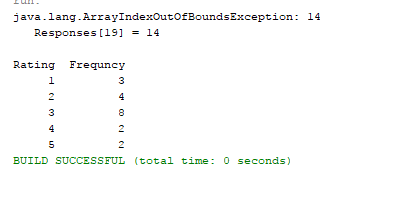 run:
java.lang.ArrayIndexOutOfBoundsException: 14
Responses[19] = 14
Rating Frequncy
1 3
2 4
3 8
4 2
5 2
BUILD SUCCESSFUL (total time: 0 seconds)